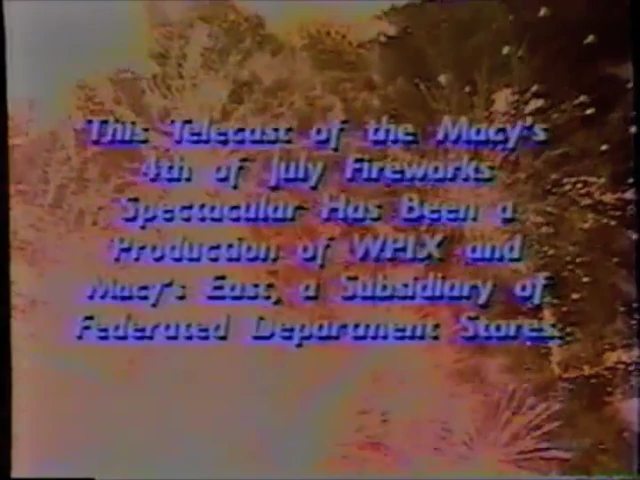 This Telecast of the Macy's
4th of July Fireworks
Spectacular Has Been a
Production of WPIX and
Macy's East, a Subsidiary of
Federated Department Stores.